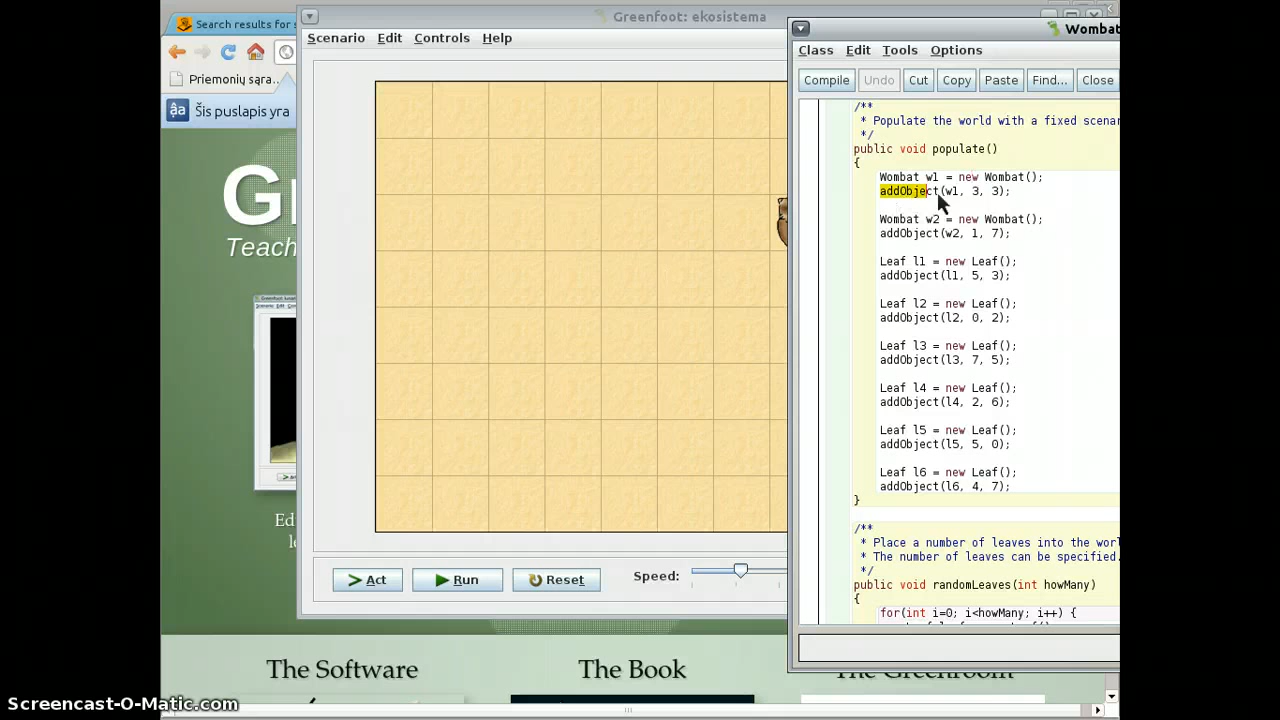 Search results for s
Priemonių sąra..
Šis puslapis yra
G
Teach
Greenfoot: ekosistema
Scenario Edit Controls Help
Act Run Reset Speed:
Wombat
Class Edit Tools Options
Compile Undo Cut Copy Paste Find... Close
/**
* Populate the world with a fixed scenar
*/
public void populate()
{
Wombat w1 = new Wombat();
addObject(w1, 3, 3);
Wombat w2 = new Wombat();
addObject(w2, 1, 7);
Leaf l1 = new Leaf();
addObject(l1, 5, 3);
Leaf l2 = new Leaf();
addObject(l2, 0, 2);
Leaf l3 = new Leaf();
addObject(l3, 7, 5);
Leaf l4 = new Leaf();
addObject(l4, 2, 6);
Leaf l5 = new Leaf();
addObject(l5, 5, 0);
Leaf l6 = new Leaf();
addObject(l6, 4, 7);
}
/**
* Place a number of leaves into the worl
* The number of leaves can be specified.
*/
public void randomLeaves(int howMany)
{
for(int i=0; i<howMany; i++) {
Ed
le
The Software
The Book
The Greenroom
Screencast-O-Matic.com